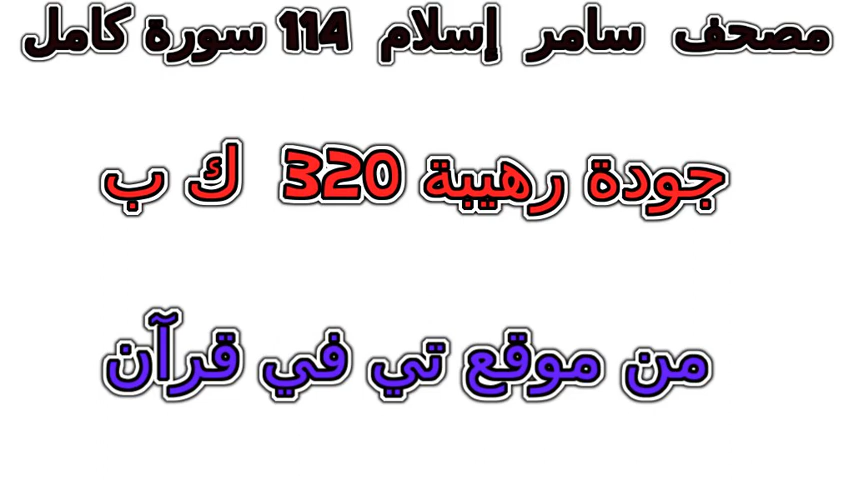 مصحف سامر إسلام 114 سورة كامل
جودة رهيبة 320 ك ب
من موقع تي في قرآن